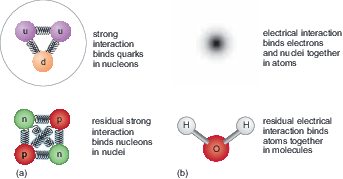 u u
d
strong
interaction
binds quarks
in nucleons
electrical interaction
binds electrons
and nuclei together
in atoms
n p
p n
residual strong
interaction
binds nucleons
in nuclei
H H
O
residual electrical
interaction binds
atoms together
in molecules
(a)
(b)